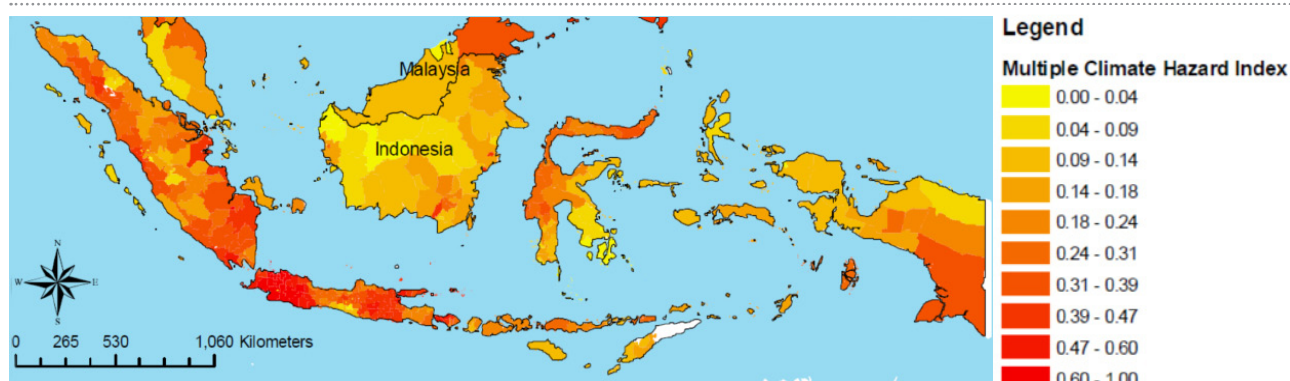 Legend
Multiple Climate Hazard Index
0.00 - 0.04
0.04 - 0.09
0.09 - 0.14
0.14 - 0.18
0.18 - 0.24
0.24 - 0.31
0.31 - 0.39
0.39 - 0.47
0.47 - 0.60
0.60 - 1.00
Malaysia
Indonesia
N
W E
S
0 265 530 1,060 Kilometers